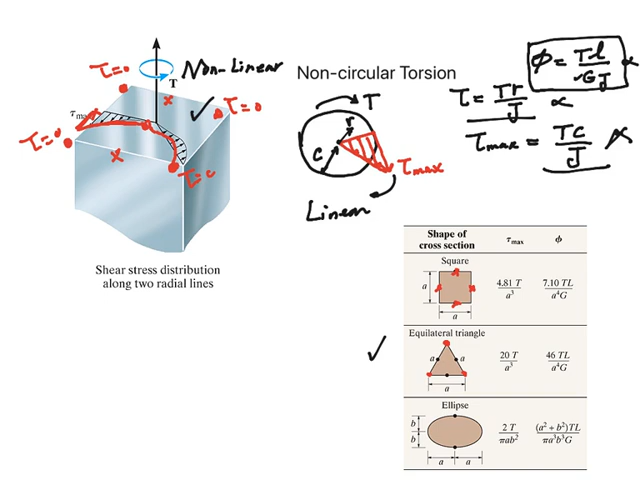 Non-Linear
T
τ=0
τ=0
τ=0
τ=0
τmax
x
x
Shear stress distribution
along two radial lines
Non-circular Torsion
T
r
c
τmax
Linear
ϕ = Tl/GJ
τ = Tr/J
τmax = Tc/J
Shape of
cross section τmax ϕ
Square
a
a
4.81 T/a³ 7.10 TL/a⁴G
Equilateral triangle
a a
a
20 T/a³ 46 TL/a⁴G
Ellipse
b
b
a a
2 T/πab² (a² + b²)TL/πa³b³G